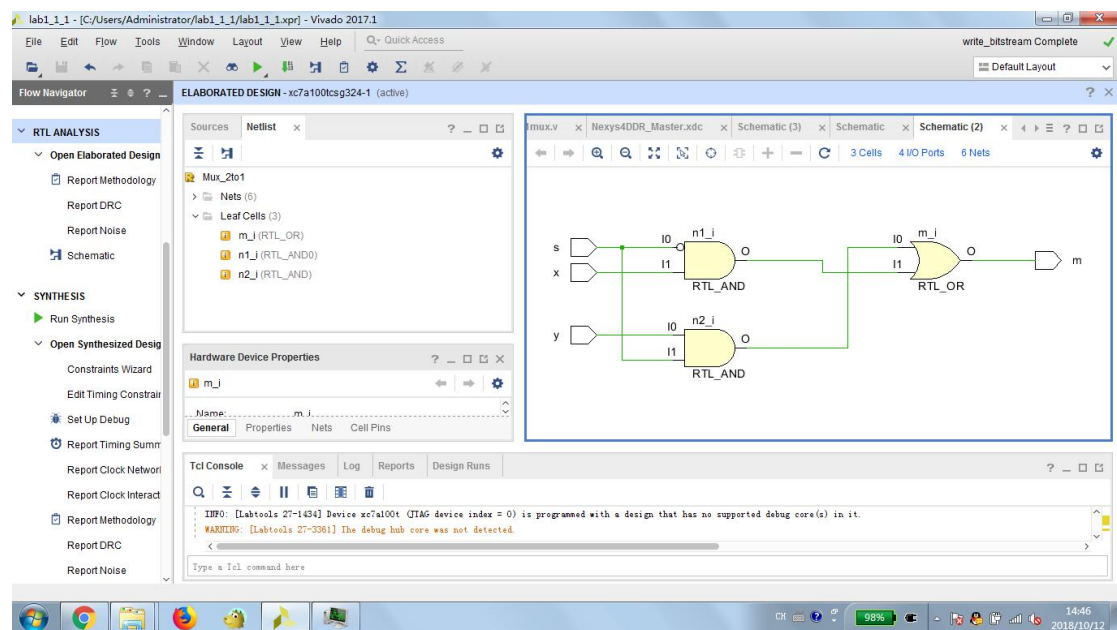 lab1_1_1 - [C:/Users/Administrator/lab1_1_1/lab1_1_1.xpr] - Vivado 2017.1
File Edit Flow Tools Window Layout View Help Q- Quick Access write_bitstream Complete
Default Layout
Flow Navigator ? ELABORATED DESIGN - xc7a100tcsg324-1 (active) ?
RTL ANALYSIS
Open Elaborated Design
Report Methodology
Report DRC
Report Noise
Schematic
SYNTHESIS
Run Synthesis
Open Synthesized Desig
Constraints Wizard
Edit Timing Constrair
Set Up Debug
Report Timing Summ
Report Clock Networl
Report Clock Interact
Report Methodology
Report DRC
Report Noise
Sources Netlist ?
Mux_2to1
Nets (6)
Leaf Cells (3)
m_i (RTL_OR)
n1_i (RTL_AND0)
n2_i (RTL_AND)
Hardware Device Properties ?
m_i
Name: m_i
General Properties Nets Cell Pins
1mux.v Nexys4DDR_Master.xdc Schematic (3) Schematic Schematic (2) ?
3 Cells 4 I/O Ports 6 Nets
s I0 n1_i O
x I1
RTL_AND
y I0 n2_i O
I1
RTL_AND
I0 m_i O m
I1
RTL_OR
Tcl Console Messages Log Reports Design Runs ?
INFO: [Labtools 27-1434] Device xc7a100t (JTAG device index = 0) is programmed with a design that has no supported debug core(s) in it.
WARNING: [Labtools 27-3361] The debug hub core was not detected.
Type a Tcl command here
CH 98% 14:46
2018/10/12